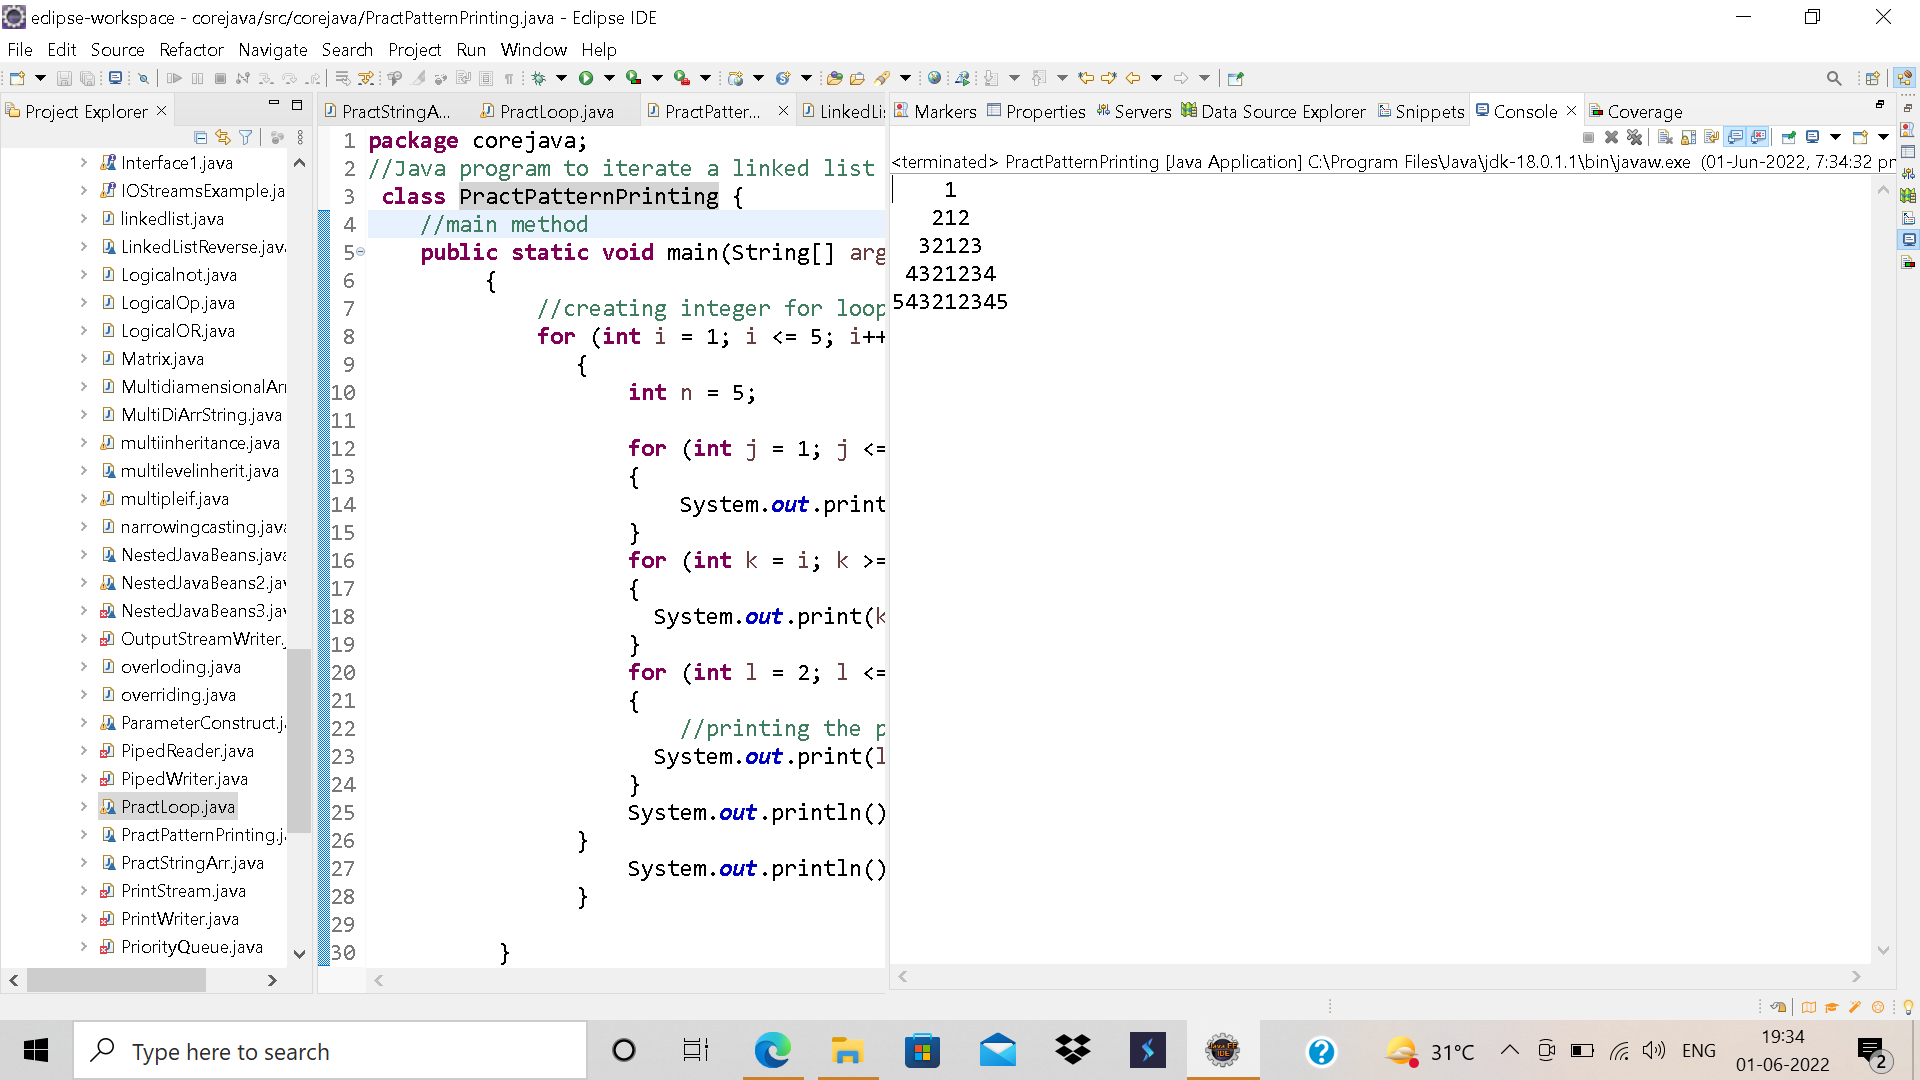 eclipse-workspace - corejava/src/corejava/PractPatternPrinting.java - Eclipse IDE
File Edit Source Refactor Navigate Search Project Run Window Help
Project Explorer
Interface1.java
IOStreamsExample.ja
linkedlist.java
LinkedListReverse.jav
Logicalnot.java
LogicalOp.java
LogicalOR.java
Matrix.java
MultidiamensionalArr
MultiDiArrString.java
multiinheritance.java
multilevelinherit.java
multipleif.java
narrowingcasting.java
NestedJavaBeans.java
NestedJavaBeans2.jav
NestedJavaBeans3.jav
OutputStreamWriter.
overloding.java
overriding.java
ParameterConstruct.j
PipedReader.java
PipedWriter.java
PractLoop.java
PractPatternPrinting.j
PractStringArr.java
PrintStream.java
PrintWriter.java
PriorityQueue.java
PractStringA... PractLoop.java PractPatter... LinkedLis
1 package corejava;
2 //Java program to iterate a linked list
3 class PractPatternPrinting {
4 //main method
5 public static void main(String[] arg
6 {
7 //creating integer for loop
8 for (int i = 1; i <= 5; i++
9 {
10 int n = 5;
11
12 for (int j = 1; j <=
13 {
14 System.out.print
15 }
16 for (int k = i; k >=
17 {
18 System.out.print(k
19 }
20 for (int l = 2; l <=
21 {
22 //printing the p
23 System.out.print(l
24 }
25 System.out.println()
26 }
27 System.out.println()
28 }
29
30 }
Markers Properties Servers Data Source Explorer Snippets Console Coverage
<terminated> PractPatternPrinting [Java Application] C:\Program Files\Java\jdk-18.0.1.1\bin\javaw.exe (01-Jun-2022, 7:34:32 pr
1
212
32123
4321234
543212345
Type here to search
31°C
ENG
19:34
01-06-2022
2